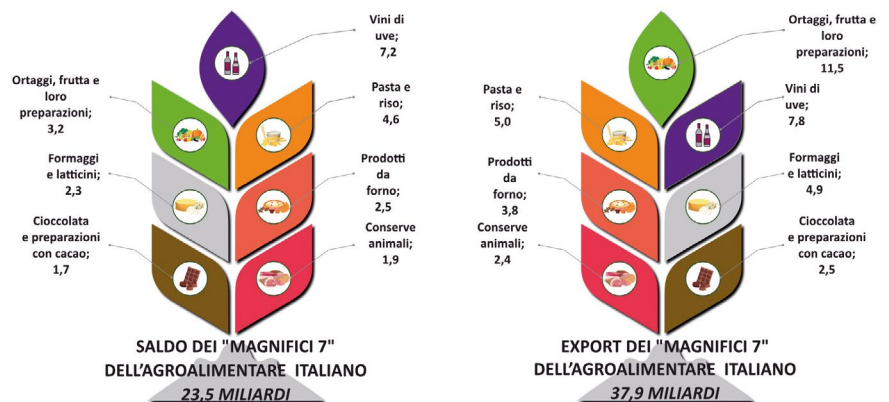 Vini di
uve;
7,2
Ortaggi, frutta e
loro
preparazioni;
3,2
Pasta e
riso;
4,6
Formaggi
e latticini;
2,3
Prodotti
da
forno;
2,5
Cioccolata
e preparazioni
con cacao;
1,7
Conserve
animali;
1,9
SALDO DEI "MAGNIFICI 7"
DELL'AGROALIMENTARE ITALIANO
23,5 MILIARDI
Ortaggi, frutta e
loro
preparazioni;
11,5
Pasta e
riso;
5,0
Vini di
uve;
7,8
Prodotti
da
forno;
3,8
Formaggi
e latticini;
4,9
Conserve
animali;
2,4
Cioccolata
e preparazioni
con cacao;
2,5
EXPORT DEI "MAGNIFICI 7"
DELL'AGROALIMENTARE ITALIANO
37,9 MILIARDI